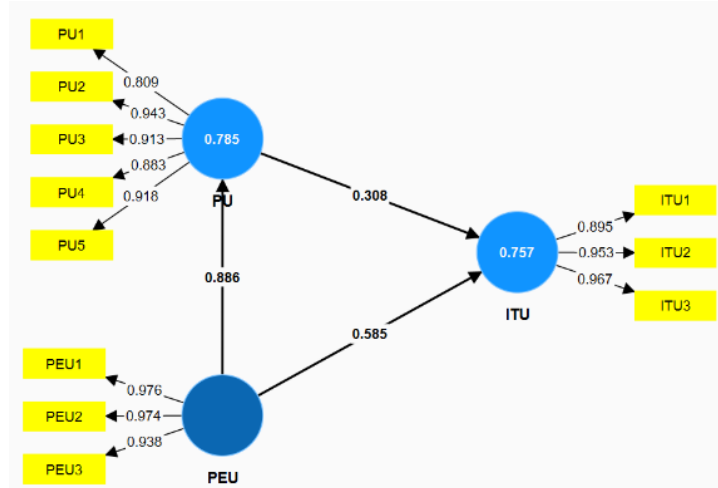 PU1
0.809
PU2
0.943
PU3
0.913
0.785
0.883
PU4
0.918
PU
PU5
0.308
ITU1
0.895
0.757
0.953
ITU2
0.967
ITU3
ITU
0.886
0.585
PEU1
0.976
PEU2
0.974
0.938
PEU3
PEU